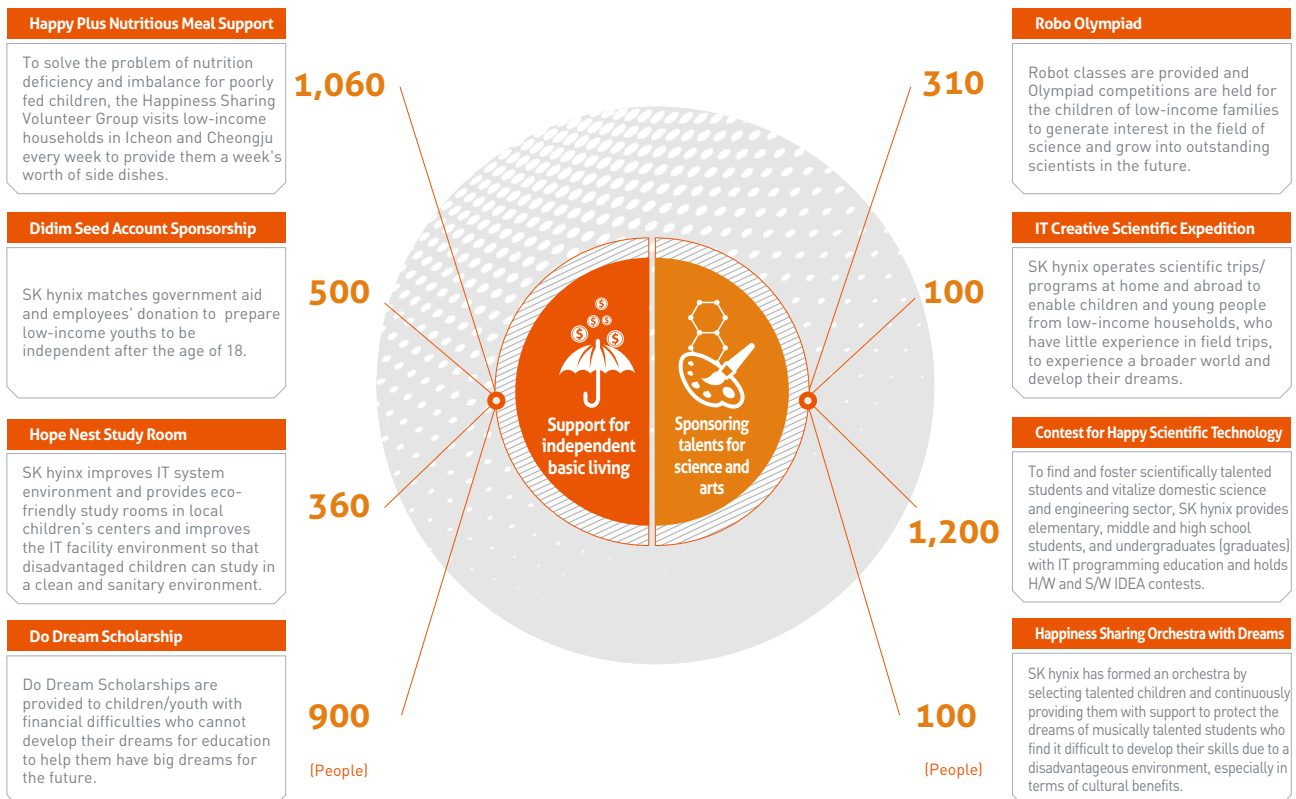 Happy Plus Nutritious Meal Support
To solve the problem of nutrition
deficiency and imbalance for poorly
fed children, the Happiness Sharing
Volunteer Group visits low-income
households in Icheon and Cheongju
every week to provide them a week's
worth of side dishes.
1,060
Didim Seed Account Sponsorship
SK hynix matches government aid
and employees' donation to prepare
low-income youths to be
independent after the age of 18.
500
Hope Nest Study Room
SK hyinx improves IT system
environment and provides eco-
friendly study rooms in local
children's centers and improves
the IT facility environment so that
disadvantaged children can study in
a clean and sanitary environment.
360
Do Dream Scholarship
Do Dream Scholarships are
provided to children/youth with
financial difficulties who cannot
develop their dreams for education
to help them have big dreams for
the future.
900
(People)
Support for
independent
basic living
Sponsoring
talents for
science and
arts
Robo Olympiad
310
Robot classes are provided and
Olympiad competitions are held for
the children of low-income families
to generate interest in the field of
science and grow into outstanding
scientists in the future.
IT Creative Scientific Expedition
100
SK hynix operates scientific trips/
programs at home and abroad to
enable children and young people
from low-income households, who
have little experience in field trips,
to experience a broader world and
develop their dreams.
Contest for Happy Scientific Technology
1,200
To find and foster scientifically talented
students and vitalize domestic science
and engineering sector, SK hynix provides
elementary, middle and high school
students, and undergraduates (graduates)
with IT programming education and holds
H/W and S/W IDEA contests.
Happiness Sharing Orchestra with Dreams
100
(People)
SK hynix has formed an orchestra by
selecting talented children and continuously
providing them with support to protect the
dreams of musically talented students who
find it difficult to develop their skills due to a
disadvantageous environment, especially in
terms of cultural benefits.